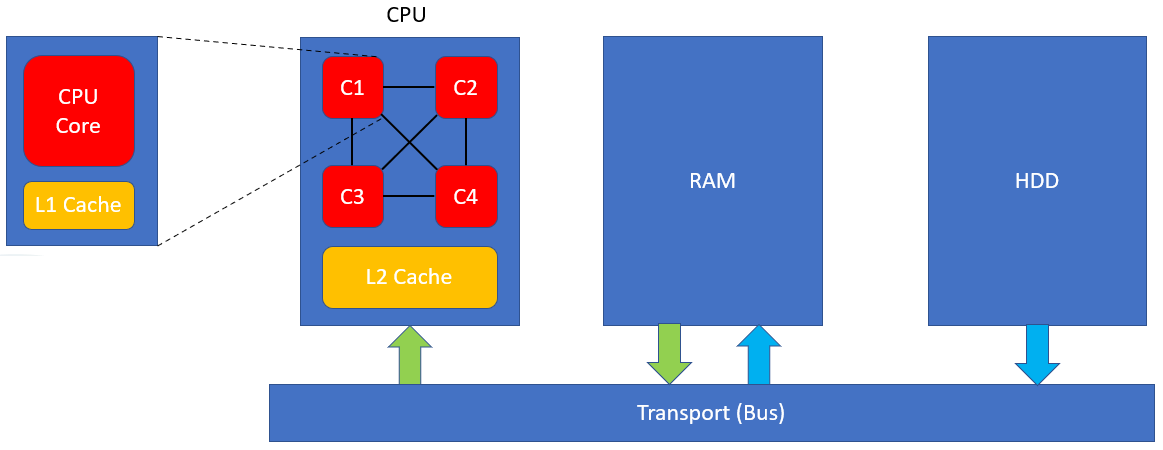 CPU
CPU
Core
L1 Cache
C1
C2
C3
C4
L2 Cache
RAM
HDD
Transport (Bus)